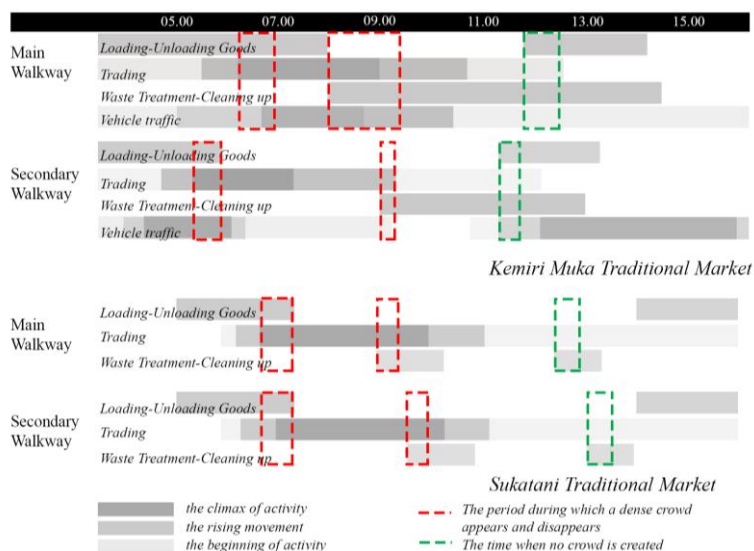 05.00 07.00 09.00 11.00 13.00 15.00
Main
Walkway
Loading-Unloading Goods
Trading
Waste Treatment-Cleaning up
Vehicle traffic
Secondary
Walkway
Loading-Unloading Goods
Trading
Waste Treatment-Cleaning up
Vehicle traffic
Kemiri Muka Traditional Market
Main
Walkway
Loading-Unloading Goods
Trading
Waste Treatment-Cleaning up
Secondary
Walkway
Loading-Unloading Goods
Trading
Waste Treatment-Cleaning up
Sukatani Traditional Market
the climax of activity
the rising movement
the beginning of activity
The period during which a dense crowd
appears and disappears
The time when no crowd is created